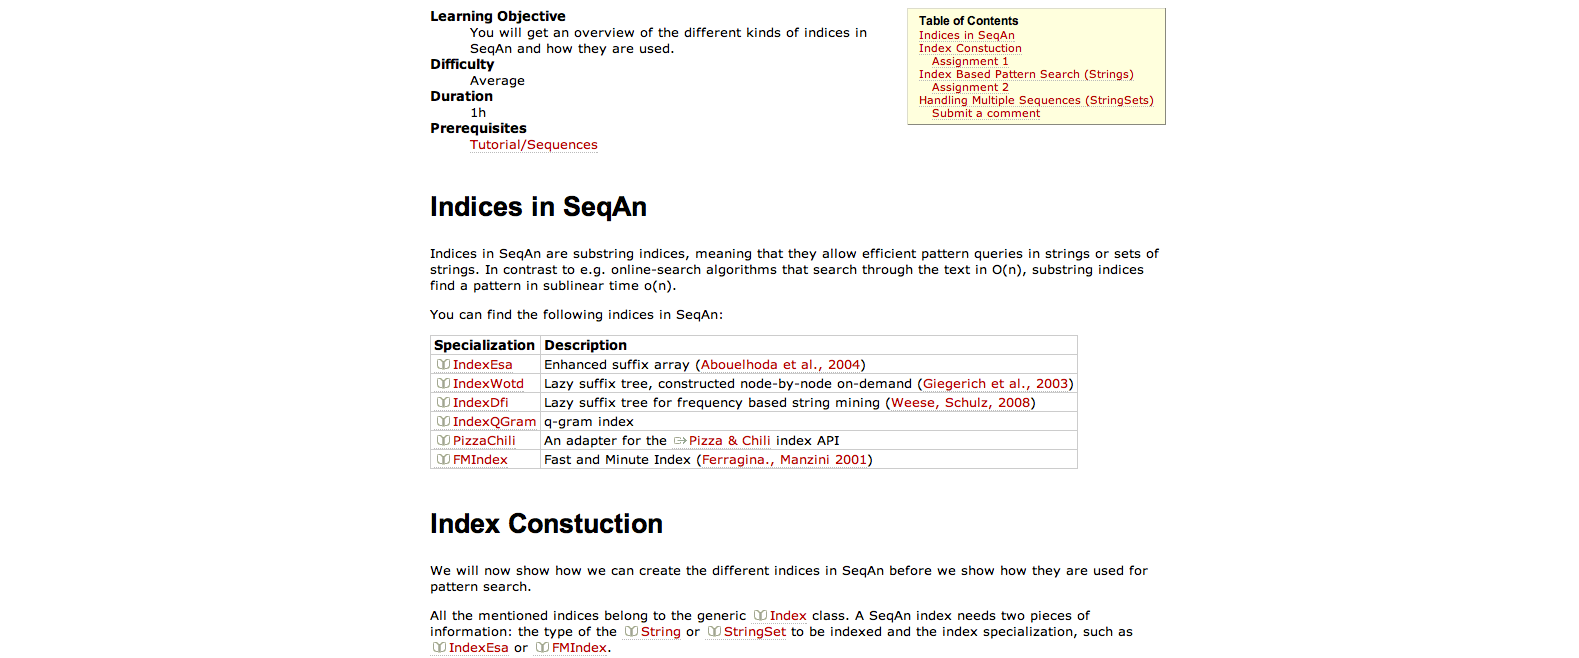 Learning Objective
You will get an overview of the different kinds of indices in
SeqAn and how they are used.
Difficulty
Average
Duration
1h
Prerequisites
Tutorial/Sequences
Table of Contents
Indices in SeqAn
Index Constuction
Assignment 1
Index Based Pattern Search (Strings)
Assignment 2
Handling Multiple Sequences (StringSets)
Submit a comment
Indices in SeqAn
Indices in SeqAn are substring indices, meaning that they allow efficient pattern queries in strings or sets of
strings. In contrast to e.g. online-search algorithms that search through the text in O(n), substring indices
find a pattern in sublinear time o(n).
You can find the following indices in SeqAn:
Specialization Description
IndexEsa Enhanced suffix array (Abouelhoda et al., 2004)
IndexWotd Lazy suffix tree, constructed node-by-node on-demand (Giegerich et al., 2003)
IndexDfi Lazy suffix tree for frequency based string mining (Weese, Schulz, 2008)
IndexQGram q-gram index
PizzaChili An adapter for the Pizza & Chili index API
FMIndex Fast and Minute Index (Ferragina., Manzini 2001)
Index Constuction
We will now show how we can create the different indices in SeqAn before we show how they are used for
pattern search.
All the mentioned indices belong to the generic Index class. A SeqAn index needs two pieces of
information: the type of the String or StringSet to be indexed and the index specialization, such as
IndexEsa or FMIndex.